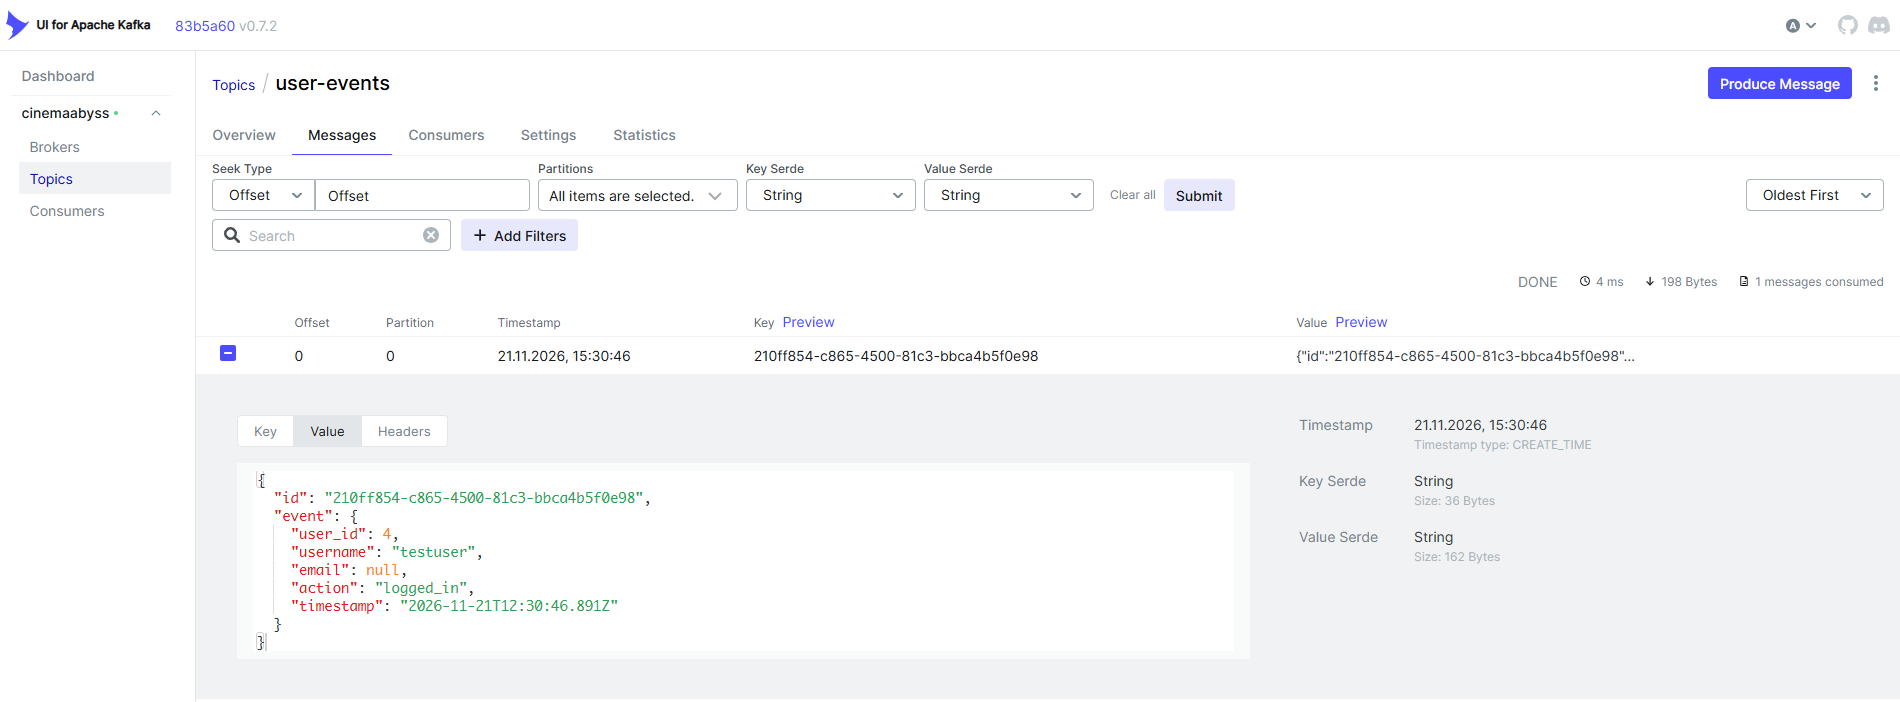 UI for Apache Kafka 83b5a60 v0.7.2
A
Dashboard
cinemaabyss
Brokers
Topics
Consumers
Topics / user-events
Produce Message
Overview Messages Consumers Settings Statistics
Seek Type Partitions Key Serde Value Serde
Offset Offset All items are selected. String String Clear all Submit Oldest First
Search Add Filters
DONE 4 ms 198 Bytes 1 messages consumed
Offset Partition Timestamp Key Preview Value Preview
0 0 21.11.2026, 15:30:46 210ff854-c865-4500-81c3-bbca4b5f0e98 {"id":"210ff854-c865-4500-81c3-bbca4b5f0e98"...
Key Value Headers
{
"id": "210ff854-c865-4500-81c3-bbca4b5f0e98",
"event": {
"user_id": 4,
"username": "testuser",
"email": null,
"action": "logged_in",
"timestamp": "2026-11-21T12:30:46.891Z"
}
}
Timestamp 21.11.2026, 15:30:46
Timestamp type: CREATE_TIME
Key Serde String
Size: 36 Bytes
Value Serde String
Size: 162 Bytes